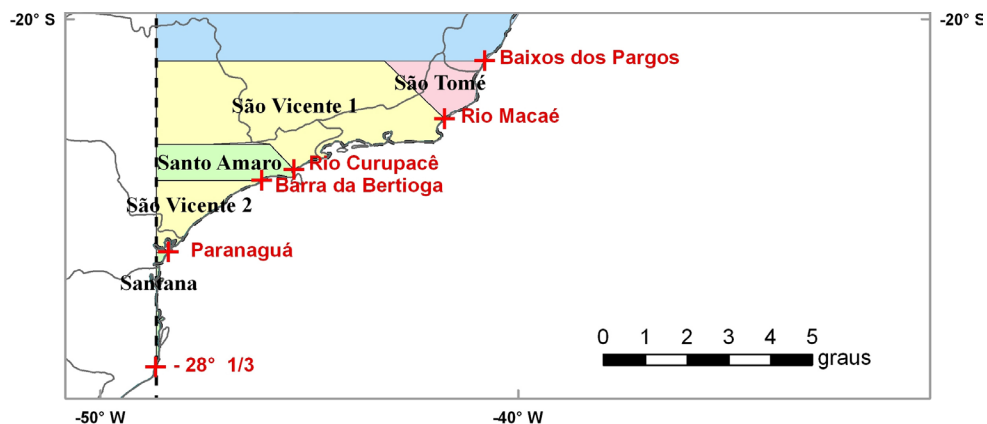 -20° S
-20° S
Baixos dos Pargos
São Tomé
São Vicente 1
Rio Macaé
Santo Amaro
Rio Curupacê
Barra da Bertioga
São Vicente 2
Paranaguá
Santana
0 1 2 3 4 5
graus
- 28° 1/3
-50° W
-40° W